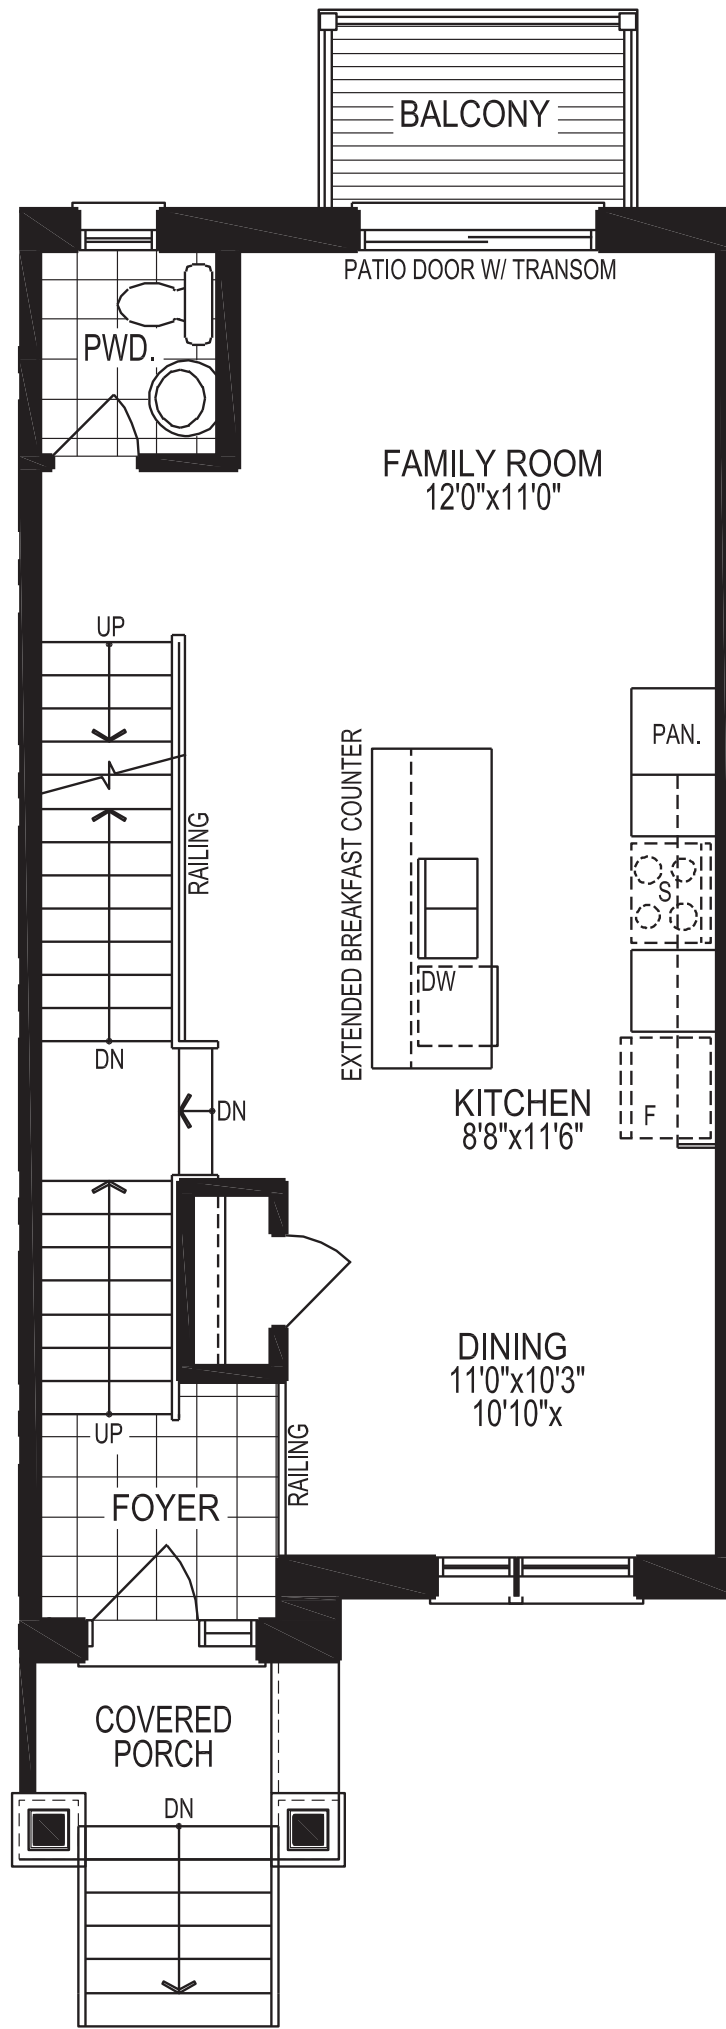 BALCONY
PATIO DOOR W/ TRANSOM
PWD.
FAMILY ROOM
12'0"x11'0"
UP
RAILING
DN
EXTENDED BREAKFAST COUNTER
PAN.
S
DW
F
DN
KITCHEN
8'8"x11'6"
DINING
11'0"x10'3"
10'10"x
UP
RAILING
FOYER
COVERED
PORCH
DN